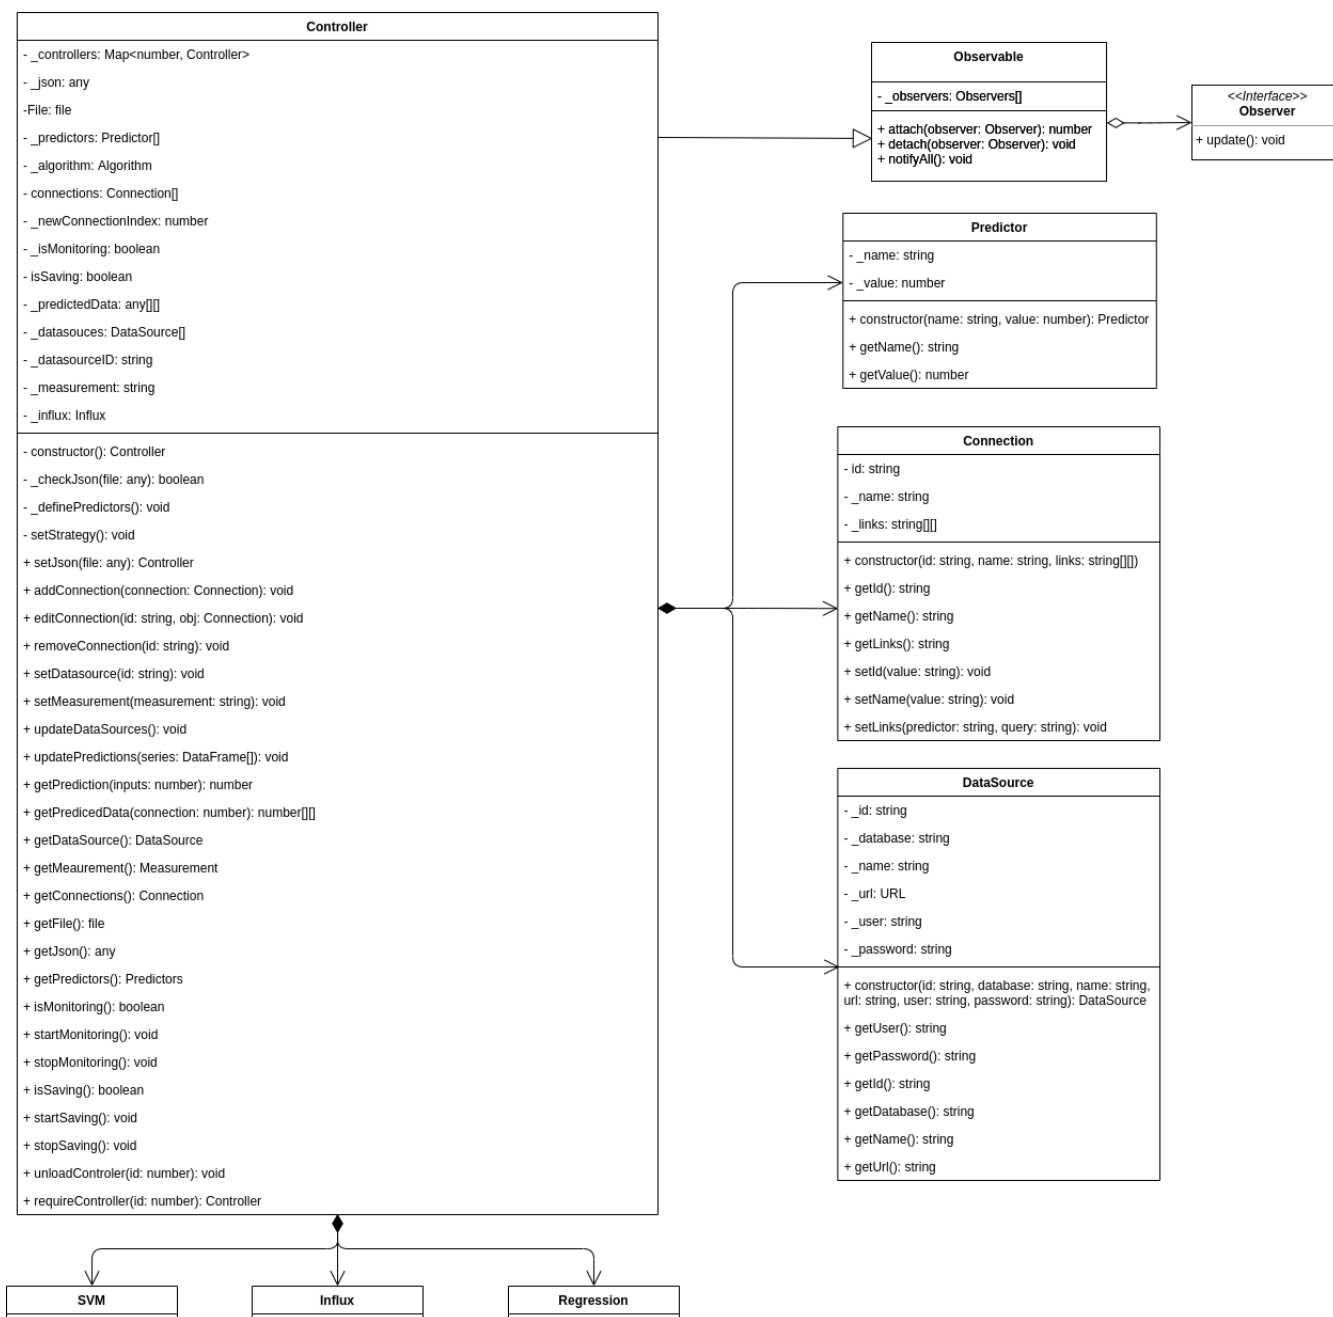 Controller
- _controllers: Map<number, Controller>
- _json: any
-File: file
- _predictors: Predictor[]
- _algorithm: Algorithm
- connections: Connection[]
- _newConnectionIndex: number
- _isMonitoring: boolean
- isSaving: boolean
- _predictedData: any[][]
- _datasouces: DataSource[]
- _datasourceID: string
- _measurement: string
- _influx: Influx
- constructor(): Controller
- _checkJson(file: any): boolean
- _definePredictors(): void
- setStrategy(): void
+ setJson(file: any): Controller
+ addConnection(connection: Connection): void
+ editConnection(id: string, obj: Connection): void
+ removeConnection(id: string): void
+ setDatasource(id: string): void
+ setMeasurement(measurement: string): void
+ updateDataSources(): void
+ updatePredictions(series: DataFrame[]): void
+ getPrediction(inputs: number): number
+ getPredicedData(connection: number): number[][]
+ getDataSource(): DataSource
+ getMeaurement(): Measurement
+ getConnections(): Connection
+ getFile(): file
+ getJson(): any
+ getPredictors(): Predictors
+ isMonitoring(): boolean
+ startMonitoring(): void
+ stopMonitoring(): void
+ isSaving(): boolean
+ startSaving(): void
+ stopSaving(): void
+ unloadControler(id: number): void
+ requireController(id: number): Controller
Observable
- _observers: Observers[]
+ attach(observer: Observer): number
+ detach(observer: Observer): void
+ notifyAll(): void
<<Interface>>
Observer
+ update(): void
Predictor
- _name: string
- _value: number
+ constructor(name: string, value: number): Predictor
+ getName(): string
+ getValue(): number
Connection
- id: string
- _name: string
- _links: string[][]
+ constructor(id: string, name: string, links: string[][])
+ getId(): string
+ getName(): string
+ getLinks(): string
+ setId(value: string): void
+ setName(value: string): void
+ setLinks(predictor: string, query: string): void
DataSource
- _id: string
- _database: string
- _name: string
- _url: URL
- _user: string
- _password: string
+ constructor(id: string, database: string, name: string,
url: string, user: string, password: string): DataSource
+ getUser(): string
+ getPassword(): string
+ getId(): string
+ getDatabase(): string
+ getName(): string
+ getUrl(): string
SVM
Influx
Regression